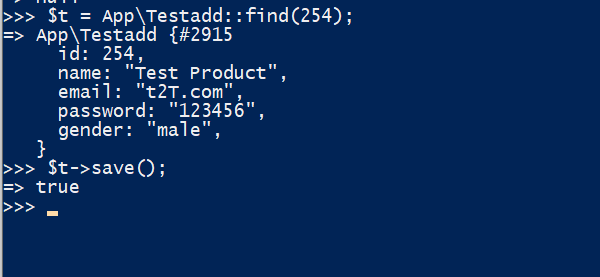 => null
>>> $t = App\Testadd::find(254);
=> App\Testadd {#2915
id: 254,
name: "Test Product",
email: "t2T.com",
password: "123456",
gender: "male",
}
>>> $t->save();
=> true
>>>